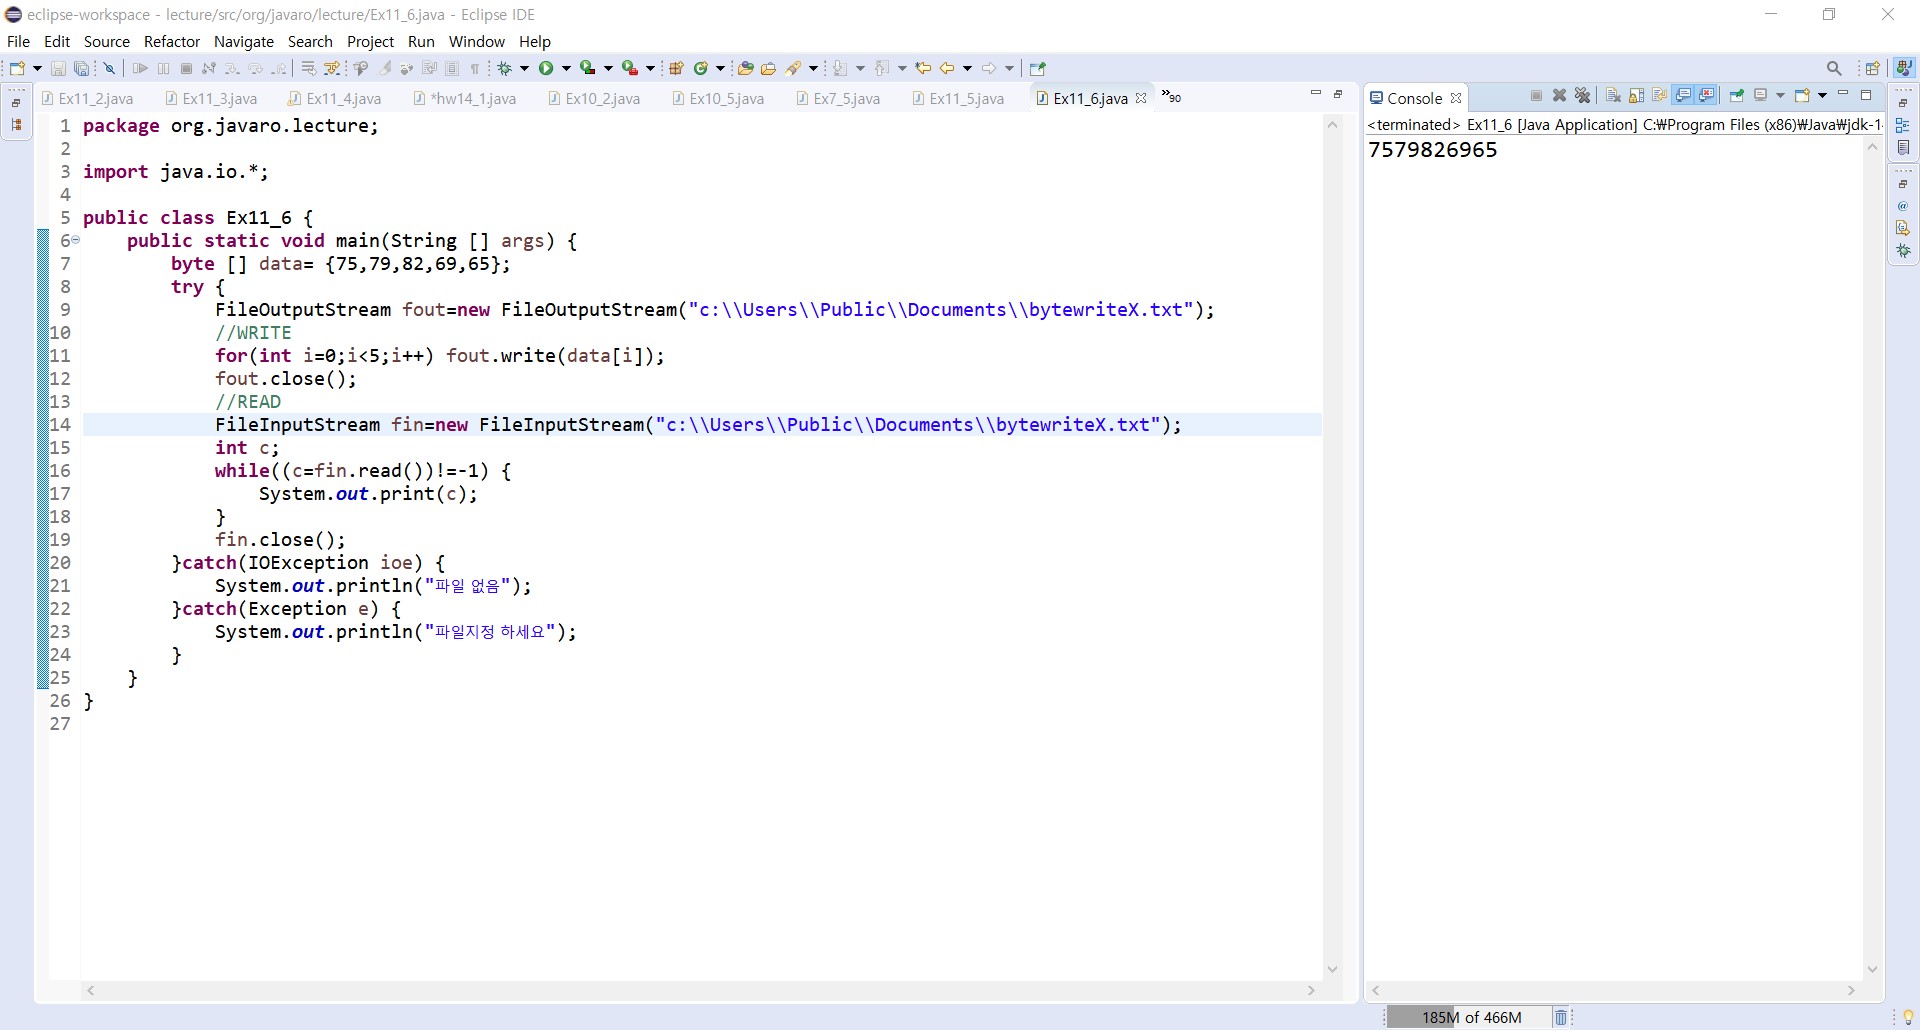 eclipse-workspace - lecture/src/org/javaro/lecture/Ex11_6.java - Eclipse IDE
File Edit Source Refactor Navigate Search Project Run Window Help
Ex11_2.java Ex11_3.java Ex11_4.java *hw14_1.java Ex10_2.java Ex10_5.java Ex7_5.java Ex11_5.java Ex11_6.java »90
Console
<terminated> Ex11_6 [Java Application] C:₩Program Files (x86)₩Java₩jdk-1
7579826965
1 package org.javaro.lecture;
2
3 import java.io.*;
4
5 public class Ex11_6 {
6 public static void main(String [] args) {
7 byte [] data= {75,79,82,69,65};
8 try {
9 FileOutputStream fout=new FileOutputStream("c:\\Users\\Public\\Documents\\bytewriteX.txt");
10 //WRITE
11 for(int i=0;i<5;i++) fout.write(data[i]);
12 fout.close();
13 //READ
14 FileInputStream fin=new FileInputStream("c:\\Users\\Public\\Documents\\bytewriteX.txt");
15 int c;
16 while((c=fin.read())!=-1) {
17 System.out.print(c);
18 }
19 fin.close();
20 }catch(IOException ioe) {
21 System.out.println("파일 없음");
22 }catch(Exception e) {
23 System.out.println("파일지정 하세요");
24 }
25 }
26 }
27
185M of 466M